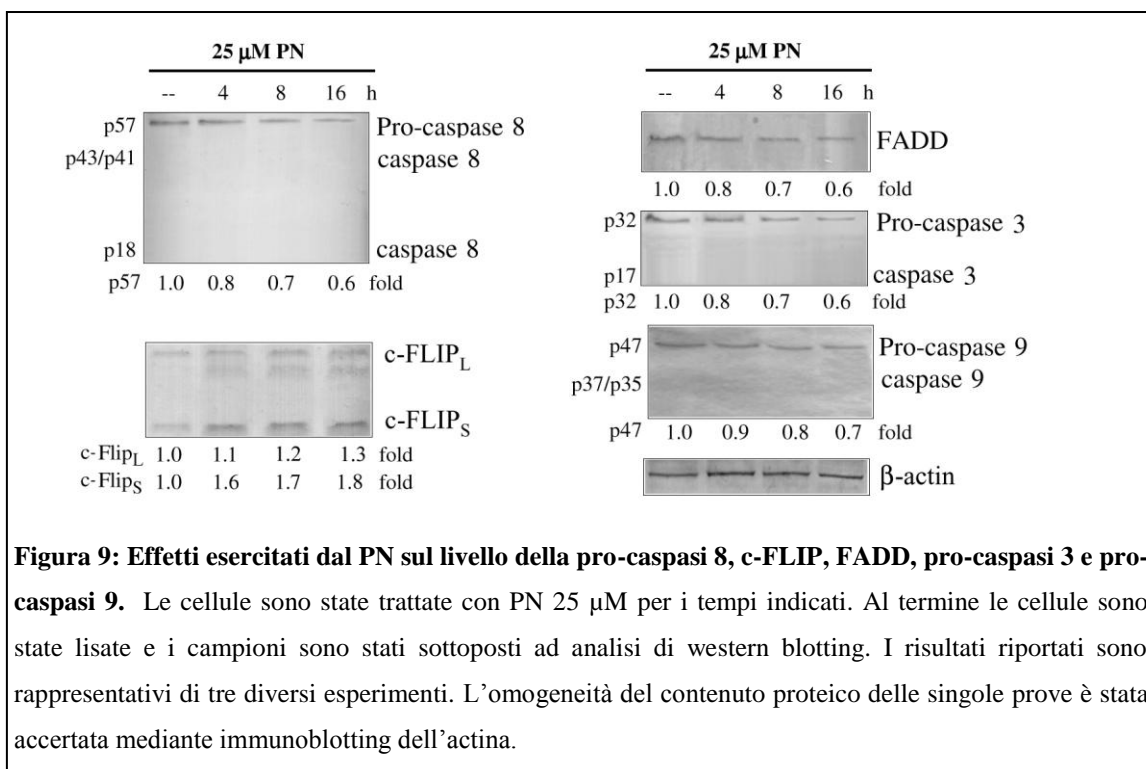 25 μM PN
-- 4 8 16 h
p57 Pro-caspase 8
p43/p41 caspase 8
p18 caspase 8
p57 1.0 0.8 0.7 0.6 fold
c-FLIPL
c-FLIPS
c-FlipL 1.0 1.1 1.2 1.3 fold
c-FlipS 1.0 1.6 1.7 1.8 fold
25 μM PN
-- 4 8 16 h
FADD
1.0 0.8 0.7 0.6 fold
p32 Pro-caspase 3
p17 caspase 3
p32 1.0 0.8 0.7 0.6 fold
p47 Pro-caspase 9
p37/p35 caspase 9
p47 1.0 0.9 0.8 0.7 fold
β-actin
Figura 9: Effetti esercitati dal PN sul livello della pro-caspasi 8, c-FLIP, FADD, pro-caspasi 3 e pro-
caspasi 9. Le cellule sono state trattate con PN 25 μM per i tempi indicati. Al termine le cellule sono
state lisate e i campioni sono stati sottoposti ad analisi di western blotting. I risultati riportati sono
rappresentativi di tre diversi esperimenti. L’omogeneità del contenuto proteico delle singole prove è stata
accertata mediante immunoblotting dell’actina.